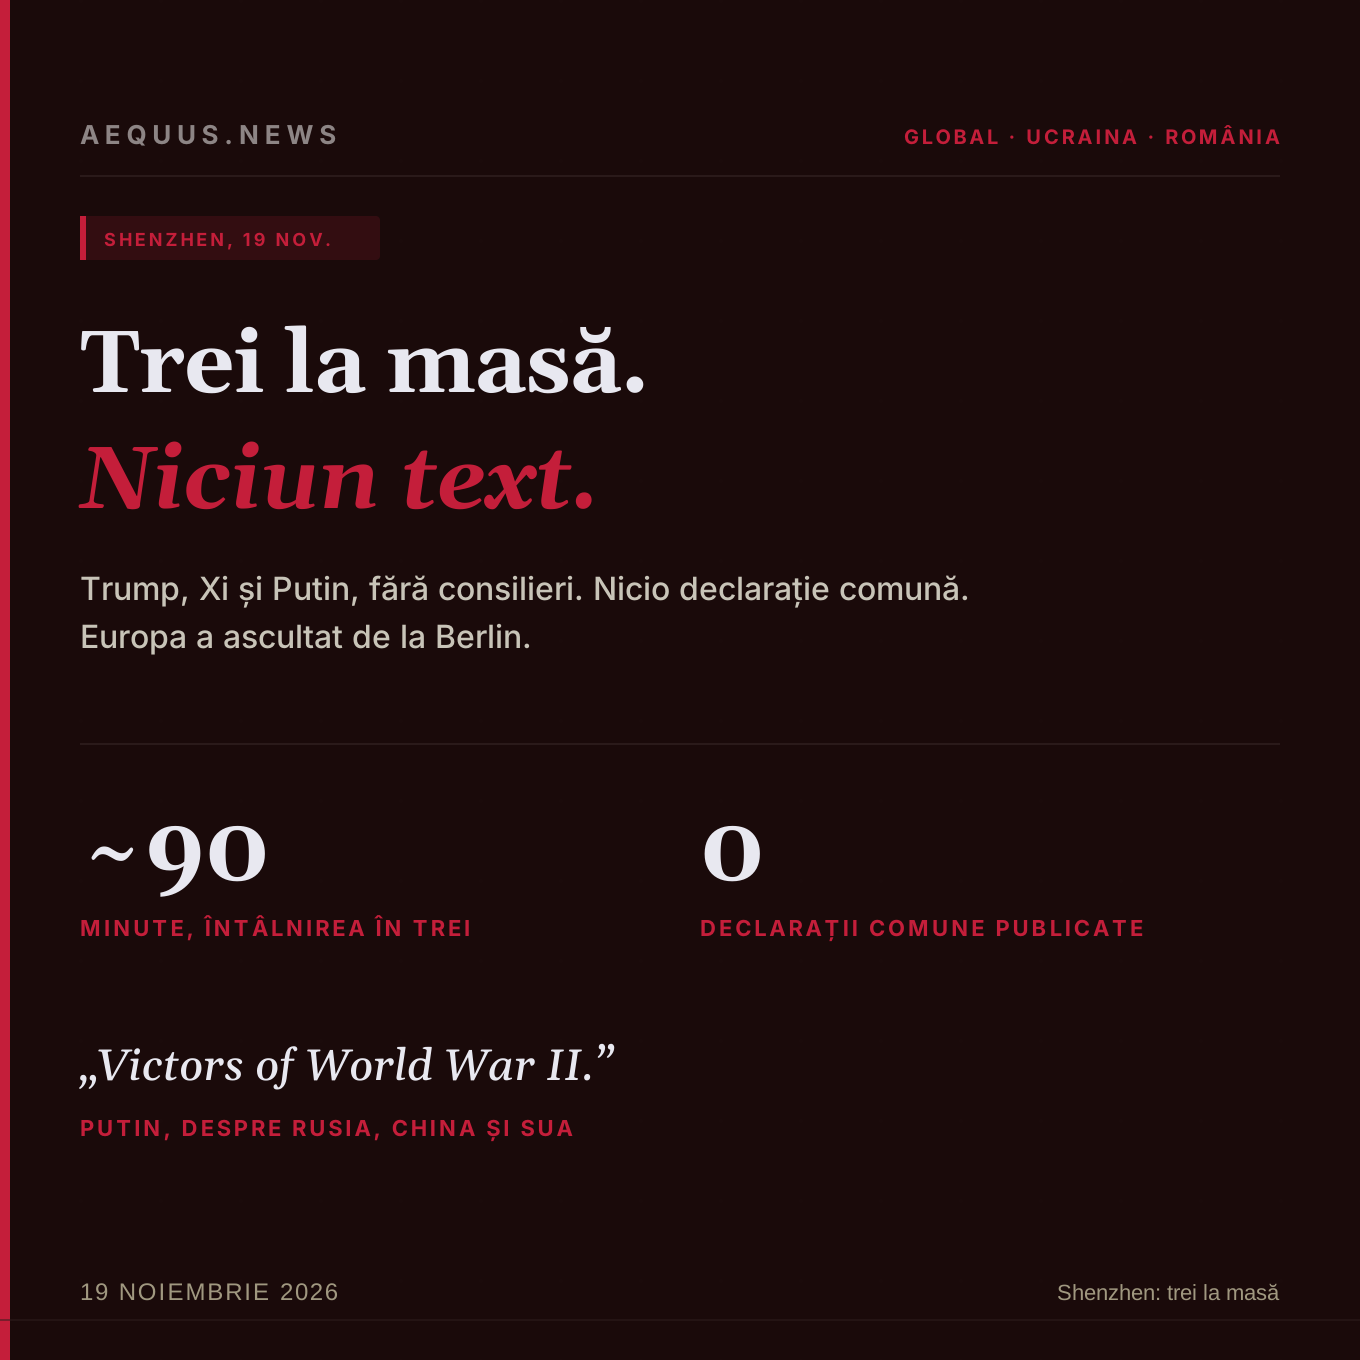 AEQUUS.NEWS
GLOBAL · UCRAINA · ROMÂNIA
SHENZHEN, 19 NOV.
Trei la masă.
Niciun text.
Trump, Xi și Putin, fără consilieri. Nicio declarație comună.
Europa a ascultat de la Berlin.
~90
MINUTE, ÎNTÂLNIREA ÎN TREI
0
DECLARAȚII COMUNE PUBLICATE
„Victors of World War II.”
PUTIN, DESPRE RUSIA, CHINA ȘI SUA
19 NOIEMBRIE 2026
Shenzhen: trei la masă